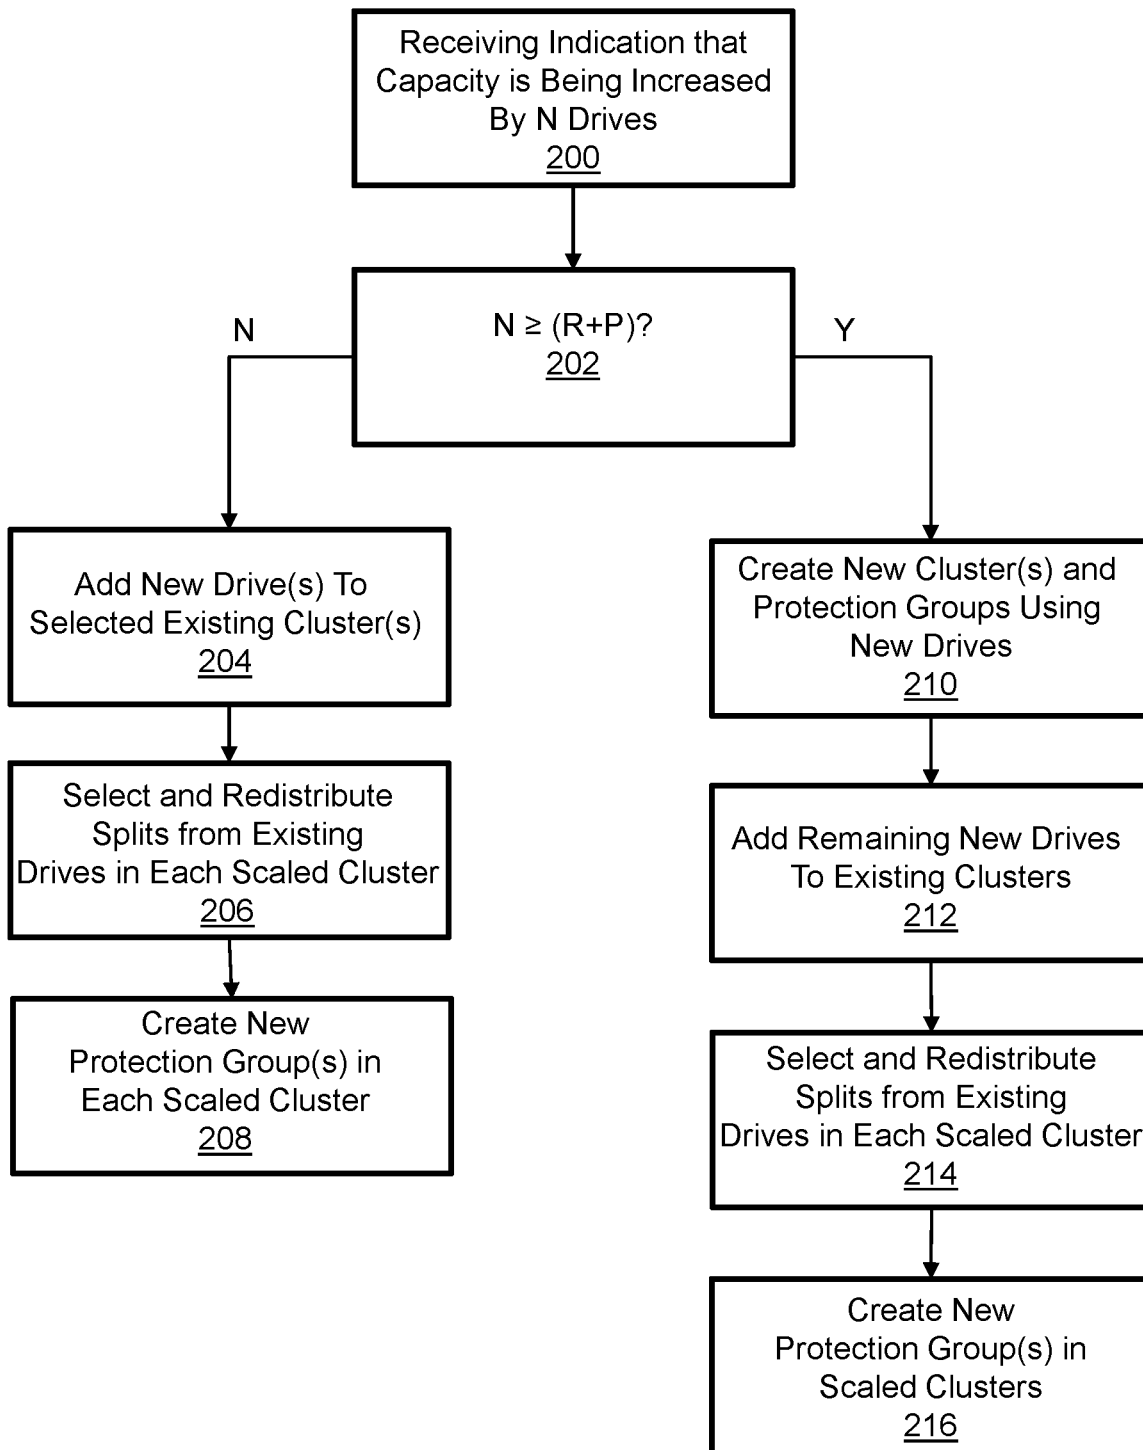 Receiving Indication that
Capacity is Being Increased
By N Drives
200
N ≥ (R+P)?
202
N
Y
Add New Drive(s) To
Selected Existing Cluster(s)
204
Select and Redistribute
Splits from Existing
Drives in Each Scaled Cluster
206
Create New
Protection Group(s) in
Each Scaled Cluster
208
Create New Cluster(s) and
Protection Groups Using
New Drives
210
Add Remaining New Drives
To Existing Clusters
212
Select and Redistribute
Splits from Existing
Drives in Each Scaled Cluster
214
Create New
Protection Group(s) in
Scaled Clusters
216